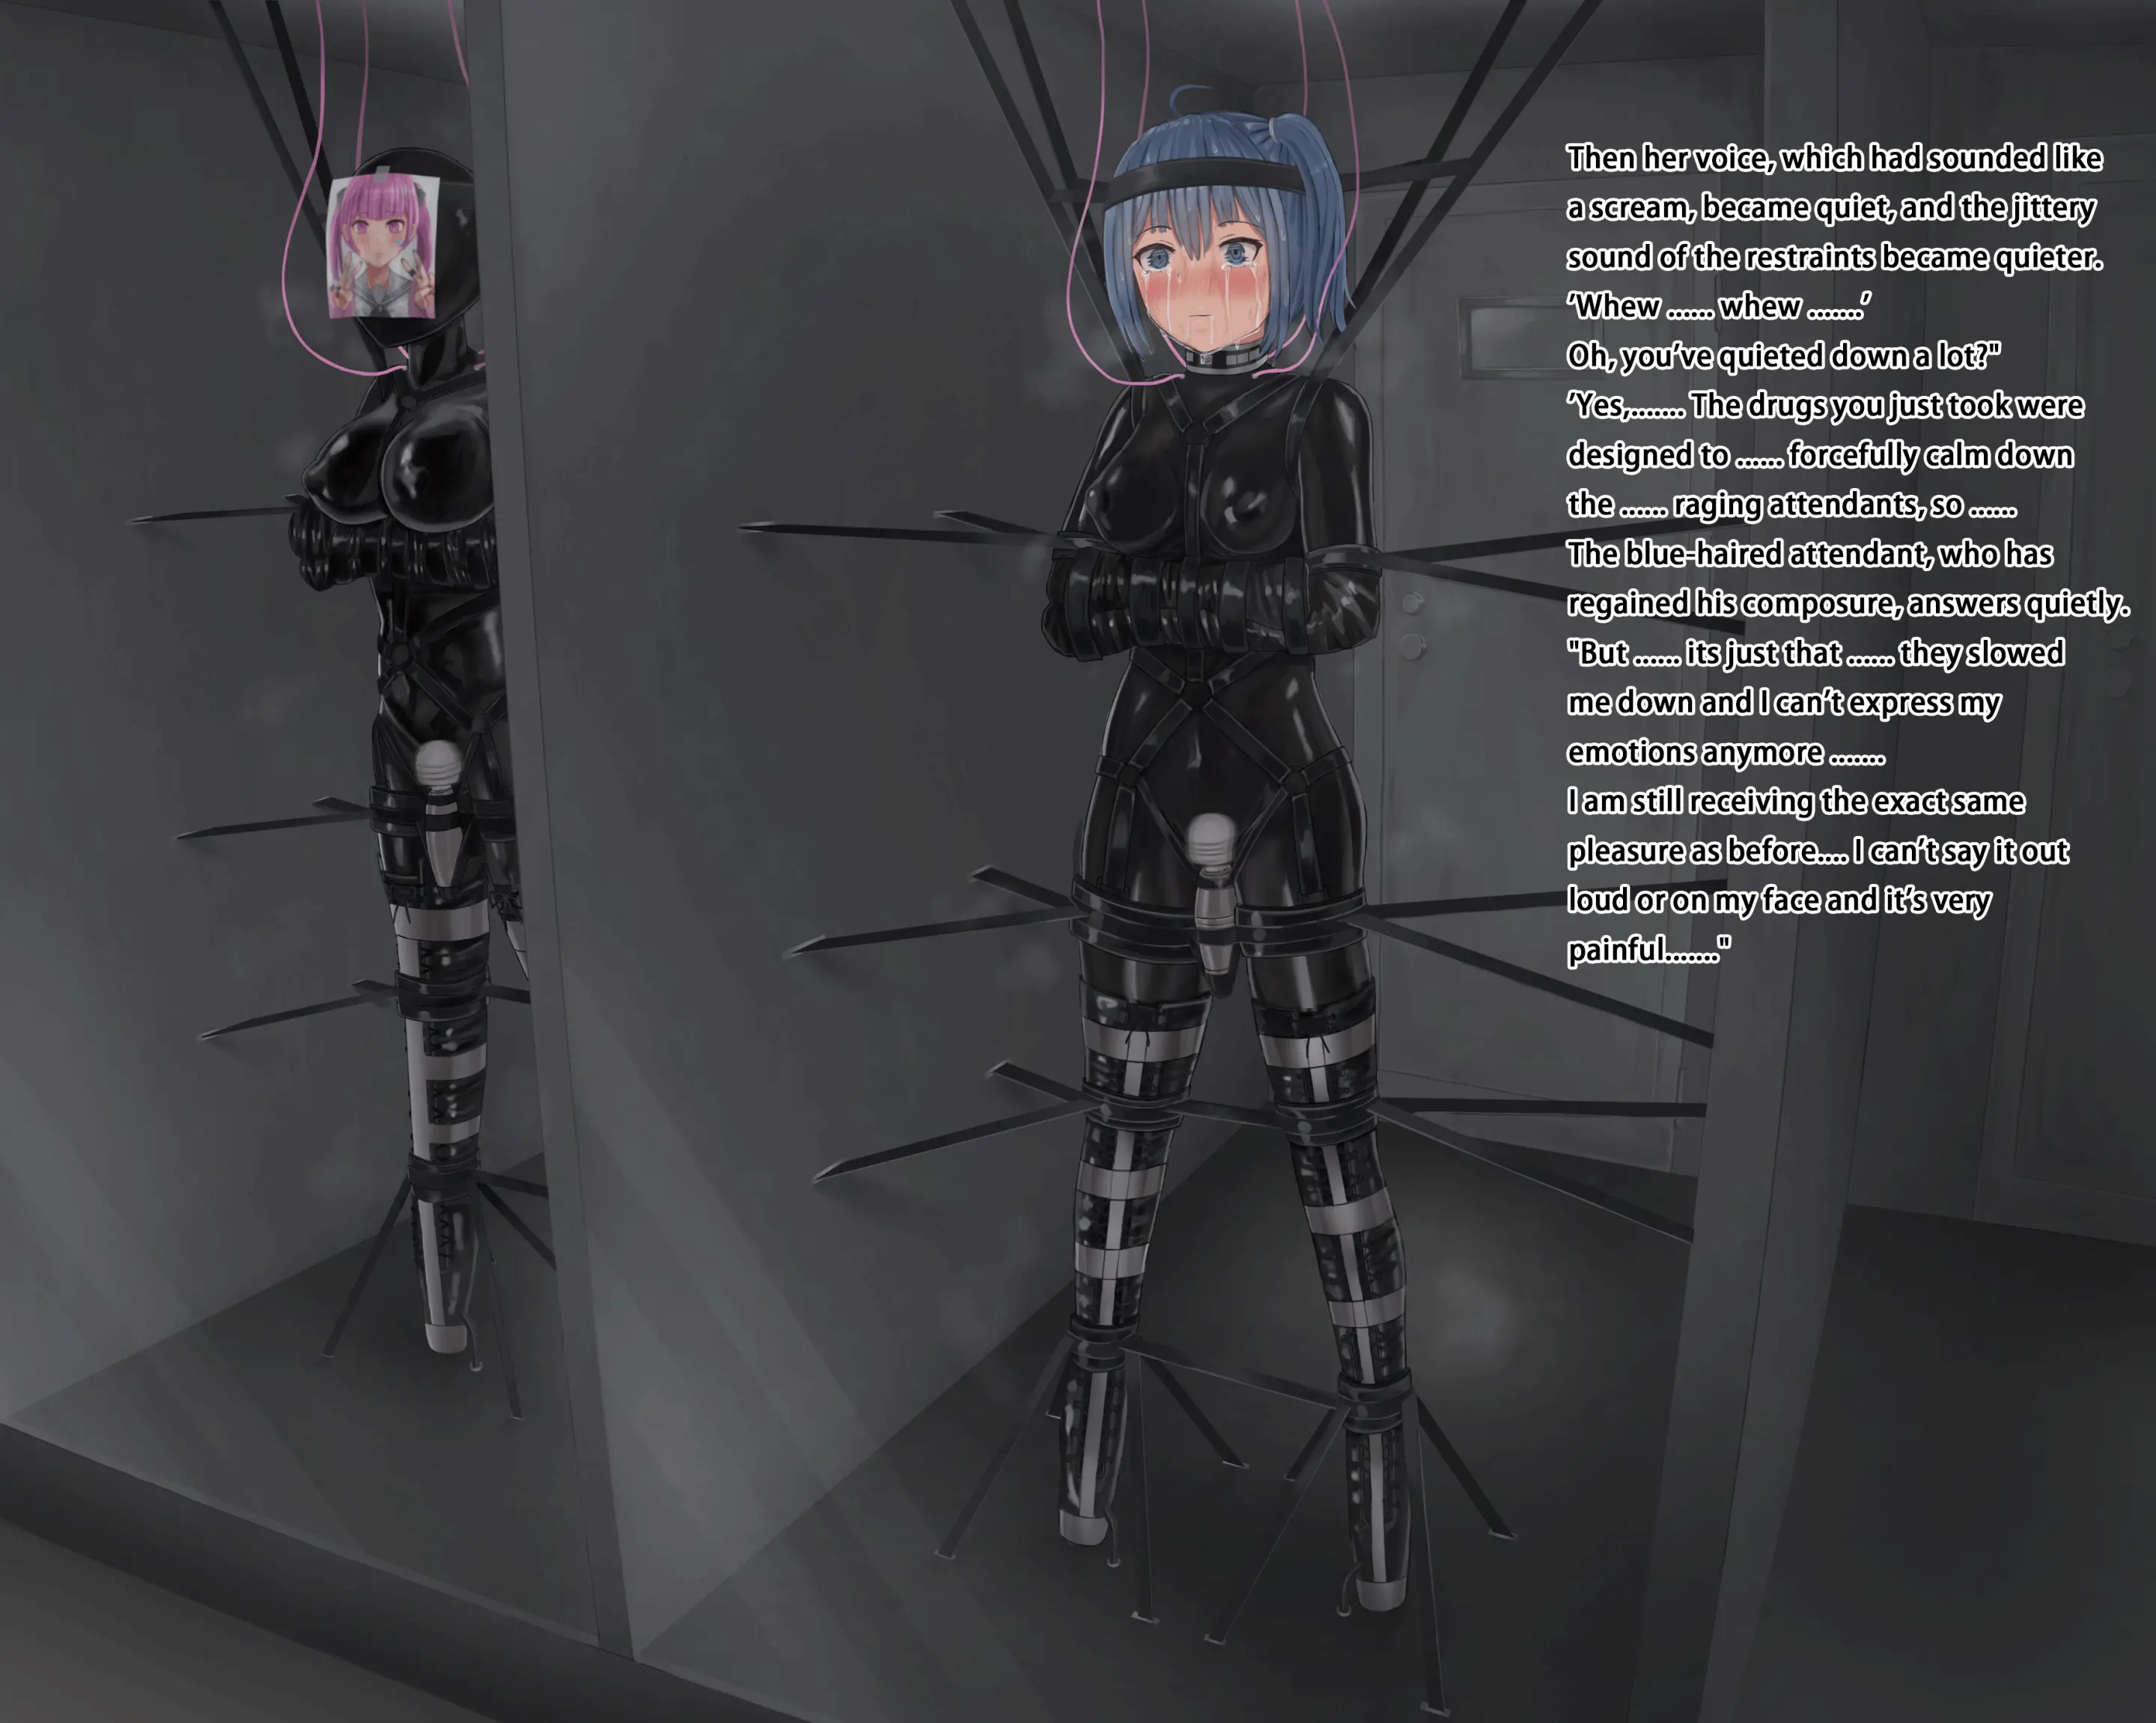 Then her voice, which had sounded like
a scream, became quiet, and the jittery
sound of the restraints became quieter.
‘Whew ...... whew .......’
Oh, you’ve quieted down a lot?"
‘Yes,....... The drugs you just took were
designed to ...... forcefully calm down
the ...... raging attendants, so ......
The blue-haired attendant, who has
regained his composure, answers quietly.
"But ...... its just that ...... they slowed
me down and I can’t express my
emotions anymore .......
I am still receiving the exact same
pleasure as before.... I can’t say it out
loud or on my face and it’s very
painful......."